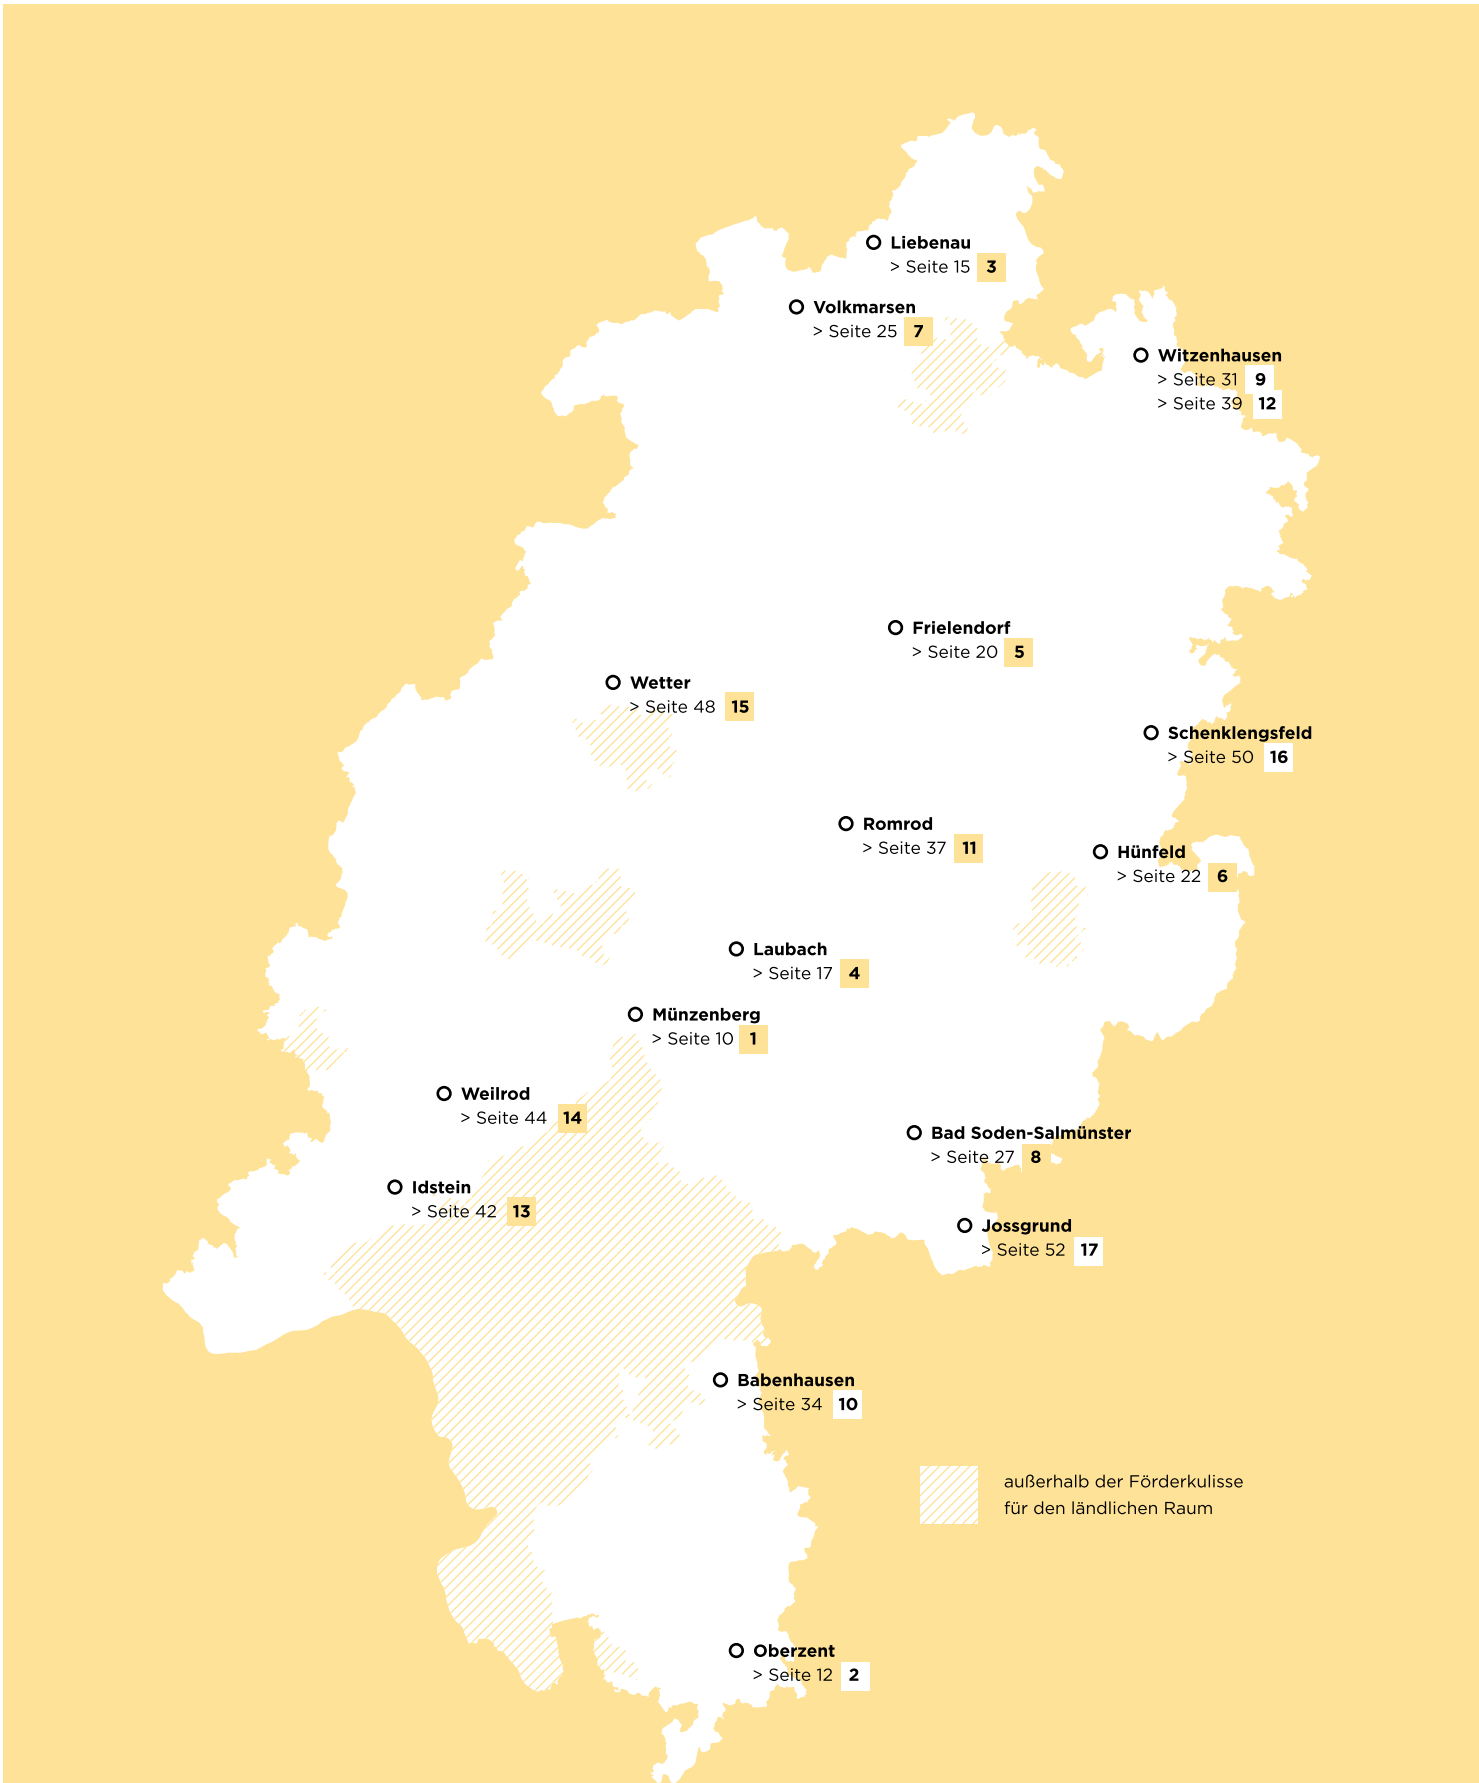 Liebenau
> Seite 15 3
Volkmarsen
> Seite 25 7
Witzenhausen
> Seite 31 9
> Seite 39 12
Frielendorf
> Seite 20 5
Wetter
> Seite 48 15
Schenklengsfeld
> Seite 50 16
Romrod
> Seite 37 11
Hünfeld
> Seite 22 6
Laubach
> Seite 17 4
Münzenberg
> Seite 10 1
Weilrod
> Seite 44 14
Bad Soden-Salmünster
> Seite 27 8
Idstein
> Seite 42 13
Jossgrund
> Seite 52 17
Babenhausen
> Seite 34 10
außerhalb der Förderkulisse
für den ländlichen Raum
Oberzent
> Seite 12 2